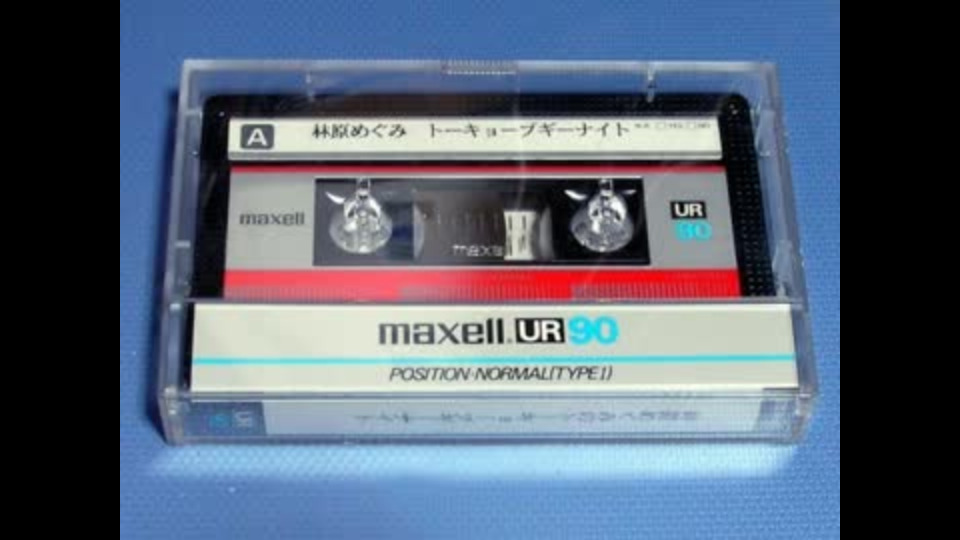 A 林原めぐみ トーキョーブギーナイト
maxell UR 90
maxell
maxell. UR 90
POSITION·NORMAL(TYPE I)
UR